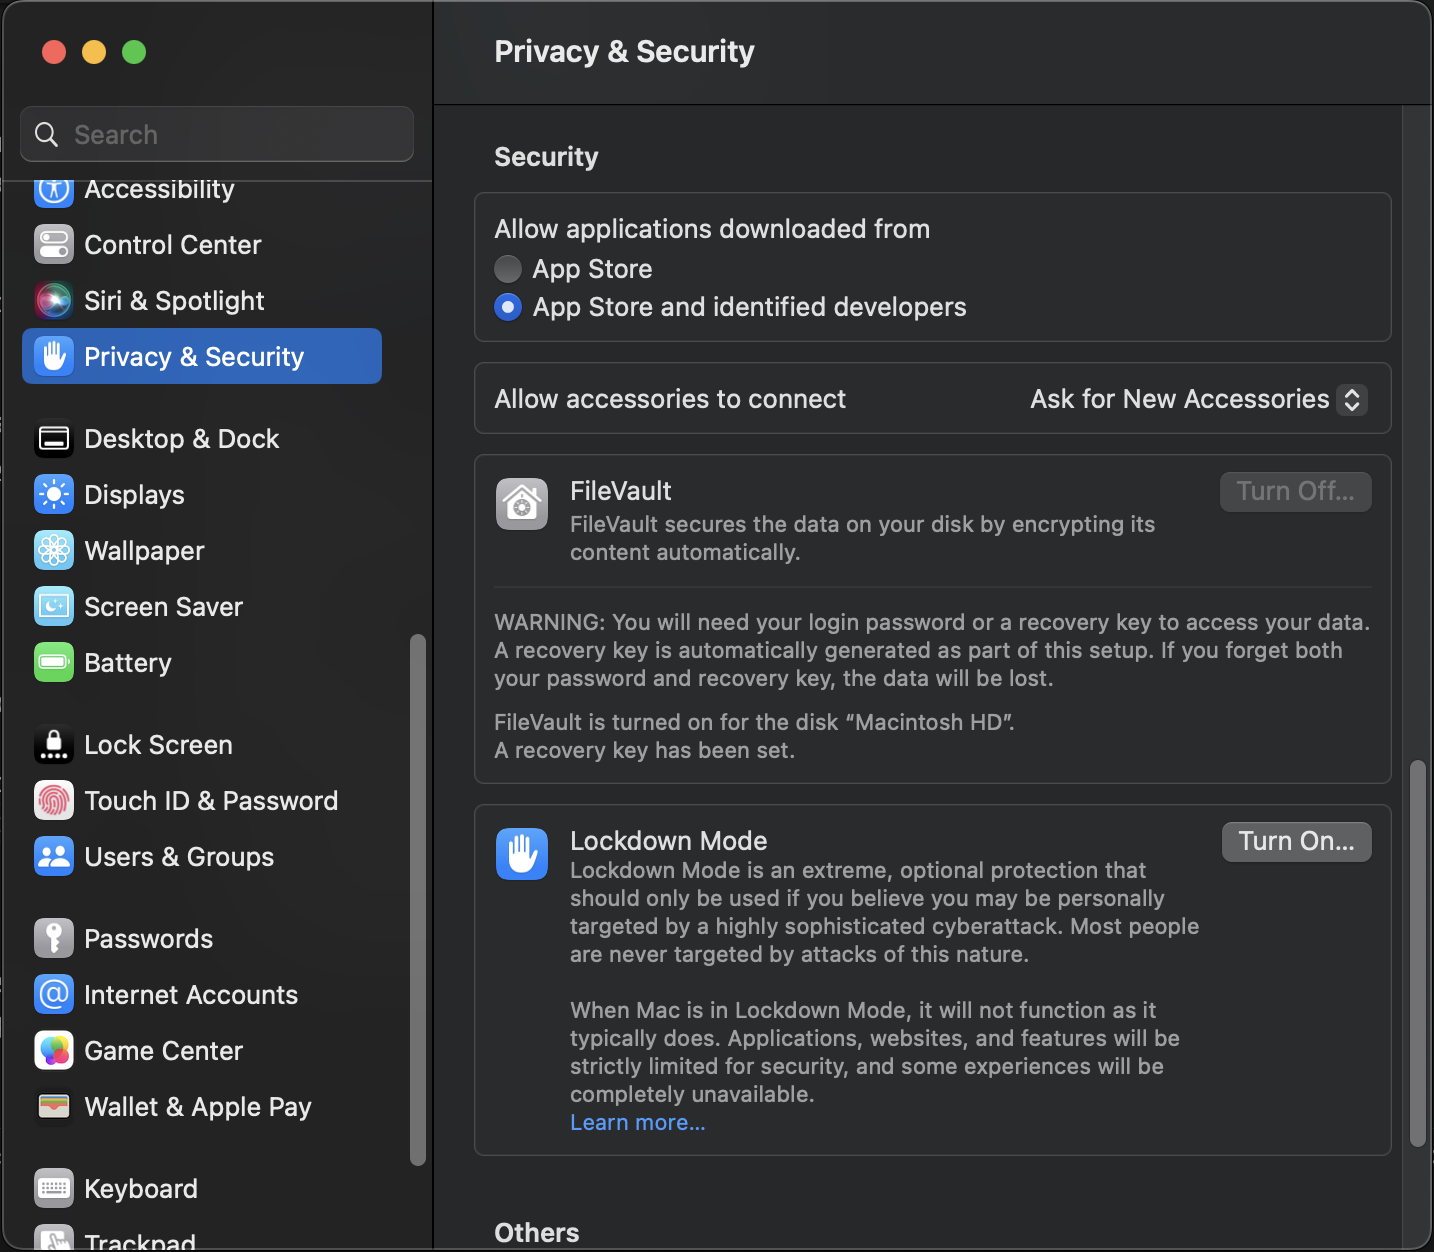 Privacy & Security
Search
Accessibility
Control Center
Siri & Spotlight
Privacy & Security
Desktop & Dock
Displays
Wallpaper
Screen Saver
Battery
Lock Screen
Touch ID & Password
Users & Groups
Passwords
Internet Accounts
Game Center
Wallet & Apple Pay
Keyboard
Trackpad
Security
Allow applications downloaded from
App Store
App Store and identified developers
Allow accessories to connect
Ask for New Accessories
FileVault
Turn Off...
FileVault secures the data on your disk by encrypting its
content automatically.
WARNING: You will need your login password or a recovery key to access your data.
A recovery key is automatically generated as part of this setup. If you forget both
your password and recovery key, the data will be lost.
FileVault is turned on for the disk “Macintosh HD”.
A recovery key has been set.
Lockdown Mode
Turn On...
Lockdown Mode is an extreme, optional protection that
should only be used if you believe you may be personally
targeted by a highly sophisticated cyberattack. Most people
are never targeted by attacks of this nature.
When Mac is in Lockdown Mode, it will not function as it
typically does. Applications, websites, and features will be
strictly limited for security, and some experiences will be
completely unavailable.
Learn more...
Others